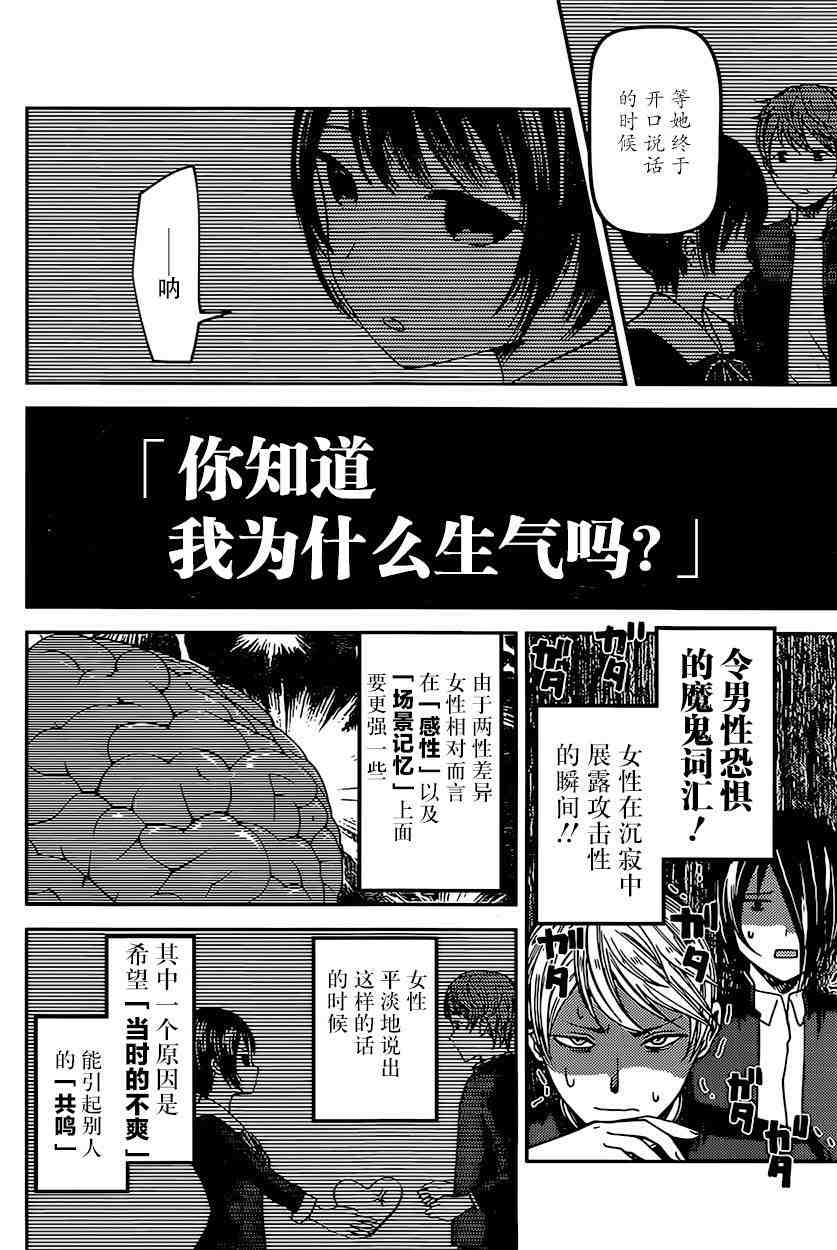 等她终于
开口说话
的时候
——呐
「你知道
我为什么生气吗？」
令男性恐惧
的魔鬼词汇！
女性在沉寂中
展露攻击性
的瞬间!!
ガタ
ガタ
ガタ
ガタ
ガタ
由于两性差异
女性相对而言
在「感性」以及
「场景记忆」上面
要更强一些
女性
平淡地说出
这样的话
的时候
其中一个原因是
希望「当时的不爽」
能引起别人
的「共鸣」